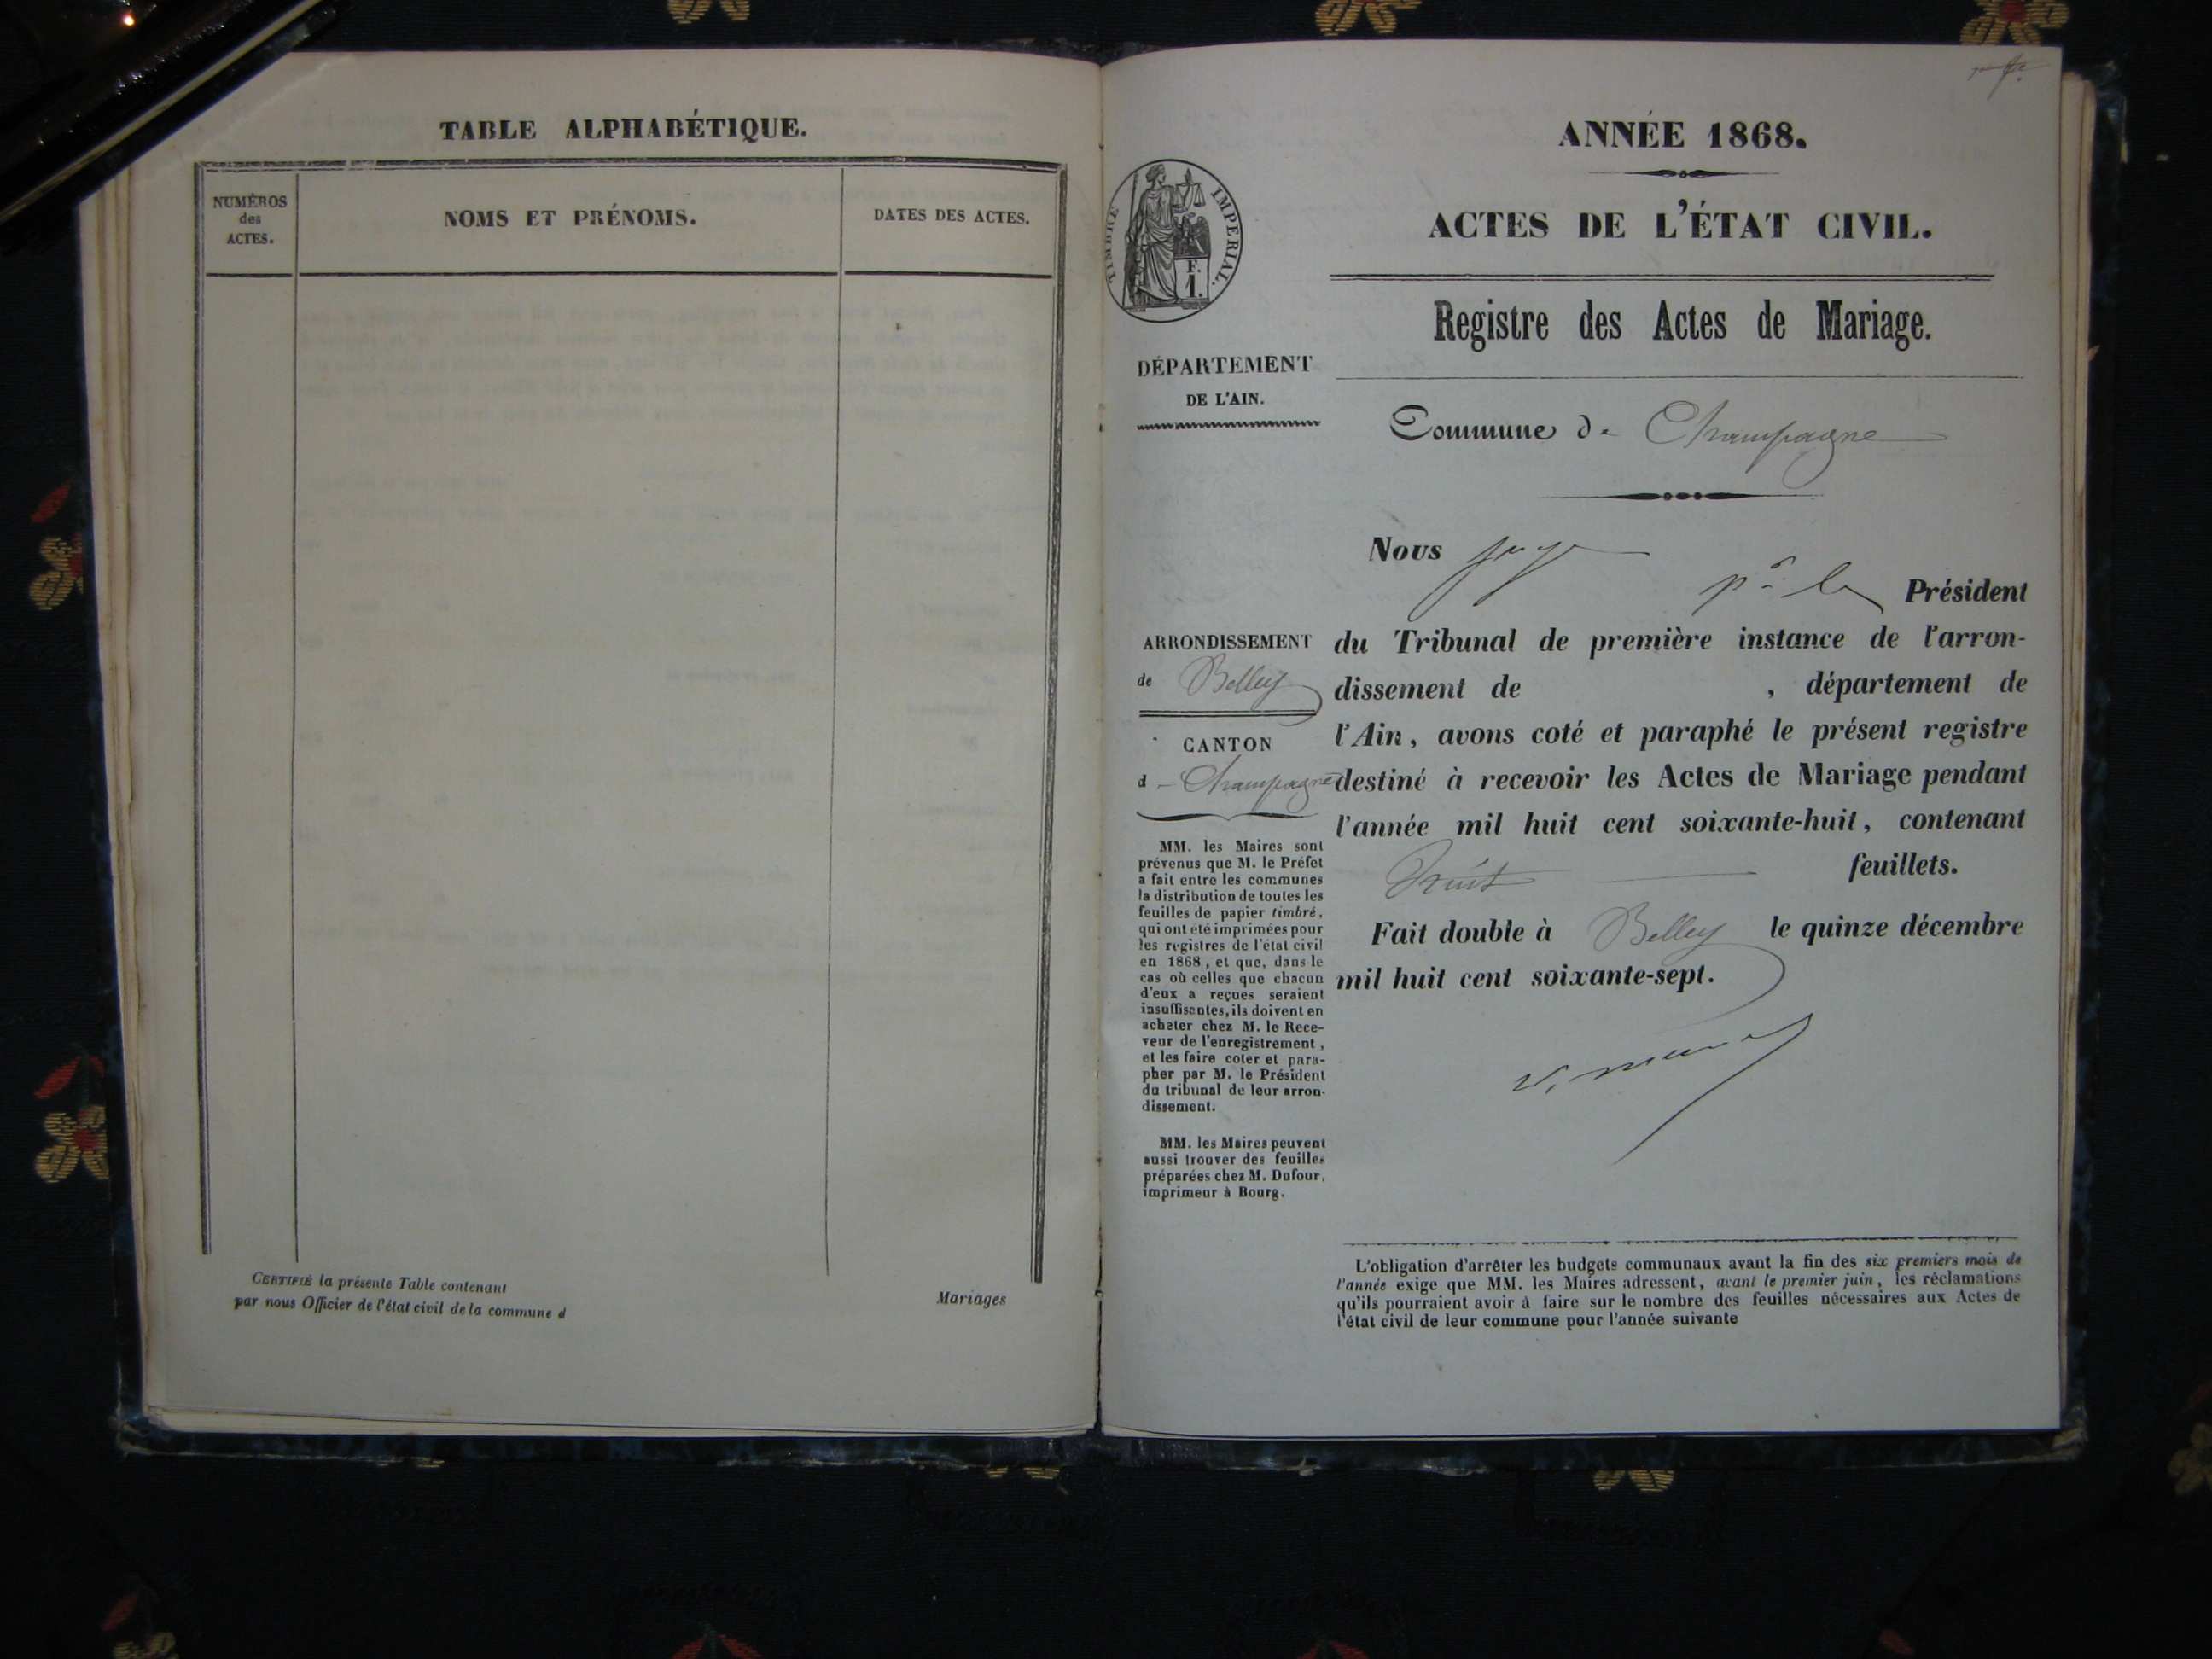 TABLE ALPHABÉTIQUE.
NUMÉROS
des
ACTES.
NOMS ET PRÉNOMS.
DATES DES ACTES.
CERTIFIÉ la présente Table contenant
par nous Officier de l'état civil de la commune d
Mariages
ANNÉE 1868.
ACTES DE L'ÉTAT CIVIL.
TIMBRE IMPERIAL.
F.
1.
Registre des Actes de Mariage.
DÉPARTEMENT
DE L'AIN.
Commune de Champagne
Nous juge
pr le Président
ARRONDISSEMENT
de Belley
CANTON
d - Champagne
du Tribunal de première instance de l'arron-
dissement de , département de
l'Ain, avons coté et paraphé le présent registre
destiné à recevoir les Actes de Mariage pendant
l'année mil huit cent soixante-huit, contenant
huit feuillets.
Fait double à Belley le quinze décembre
mil huit cent soixante-sept.
MM. les Maires sont
prévenus que M. le Préfet
a fait entre les communes
la distribution de toutes les
feuilles de papier timbré,
qui ont été imprimées pour
les registres de l'état civil
en 1868, et que, dans le
cas où celles que chacun
d'eux a reçues seraient
insuffisantes, ils doivent en
acheter chez M. le Rece-
veur de l'enregistrement,
et les faire coter et para-
pher par M. le Président
du tribunal de leur arron-
dissement.
MM. les Maires peuvent
aussi trouver des feuilles
préparées chez M. Dufour,
imprimeur à Bourg.
L'obligation d'arrêter les budgets communaux avant la fin des six premiers mois de
l'année exige que MM. les Maires adressent, avant le premier juin, les réclamations
qu'ils pourraient avoir à faire sur le nombre des feuilles nécessaires aux Actes de
l'état civil de leur commune pour l'année suivante